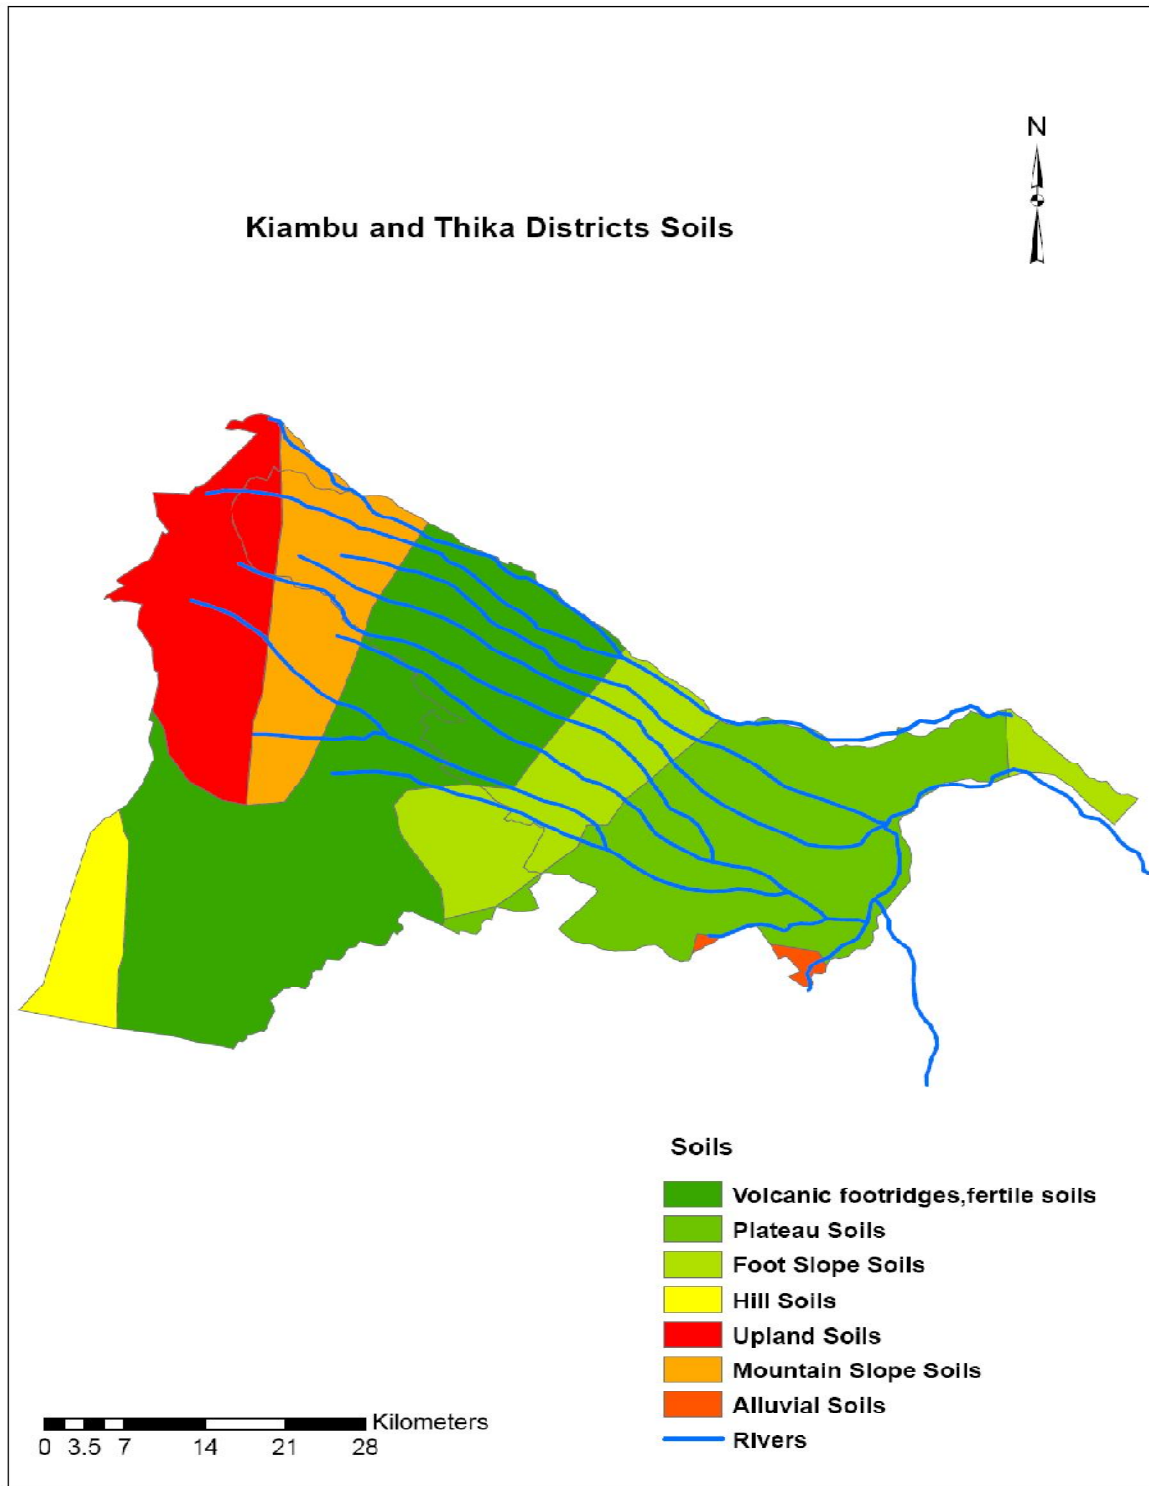 N
Kiambu and Thika Districts Soils
Soils
Volcanic footridges,fertile soils
Plateau Soils
Foot Slope Soils
Hill Soils
Upland Soils
Mountain Slope Soils
Alluvial Soils
Rivers
Kilometers
0 3.5 7 14 21 28